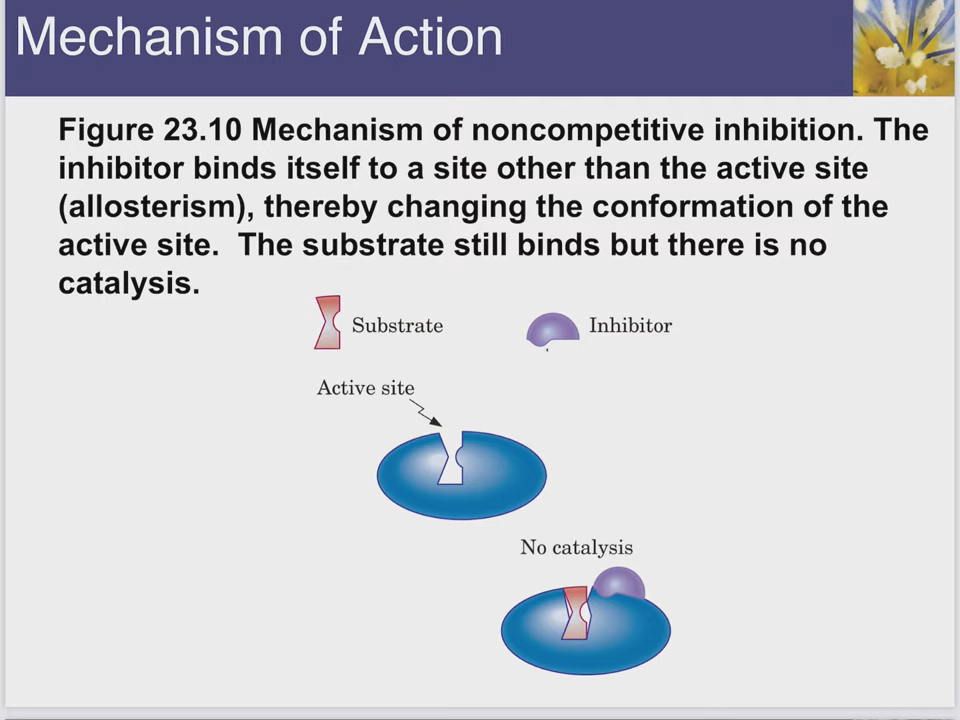 Mechanism of Action
Figure 23.10 Mechanism of noncompetitive inhibition. The
inhibitor binds itself to a site other than the active site
(allosterism), thereby changing the conformation of the
active site.  The substrate still binds but there is no
catalysis.
Substrate
Inhibitor
Active site
No catalysis